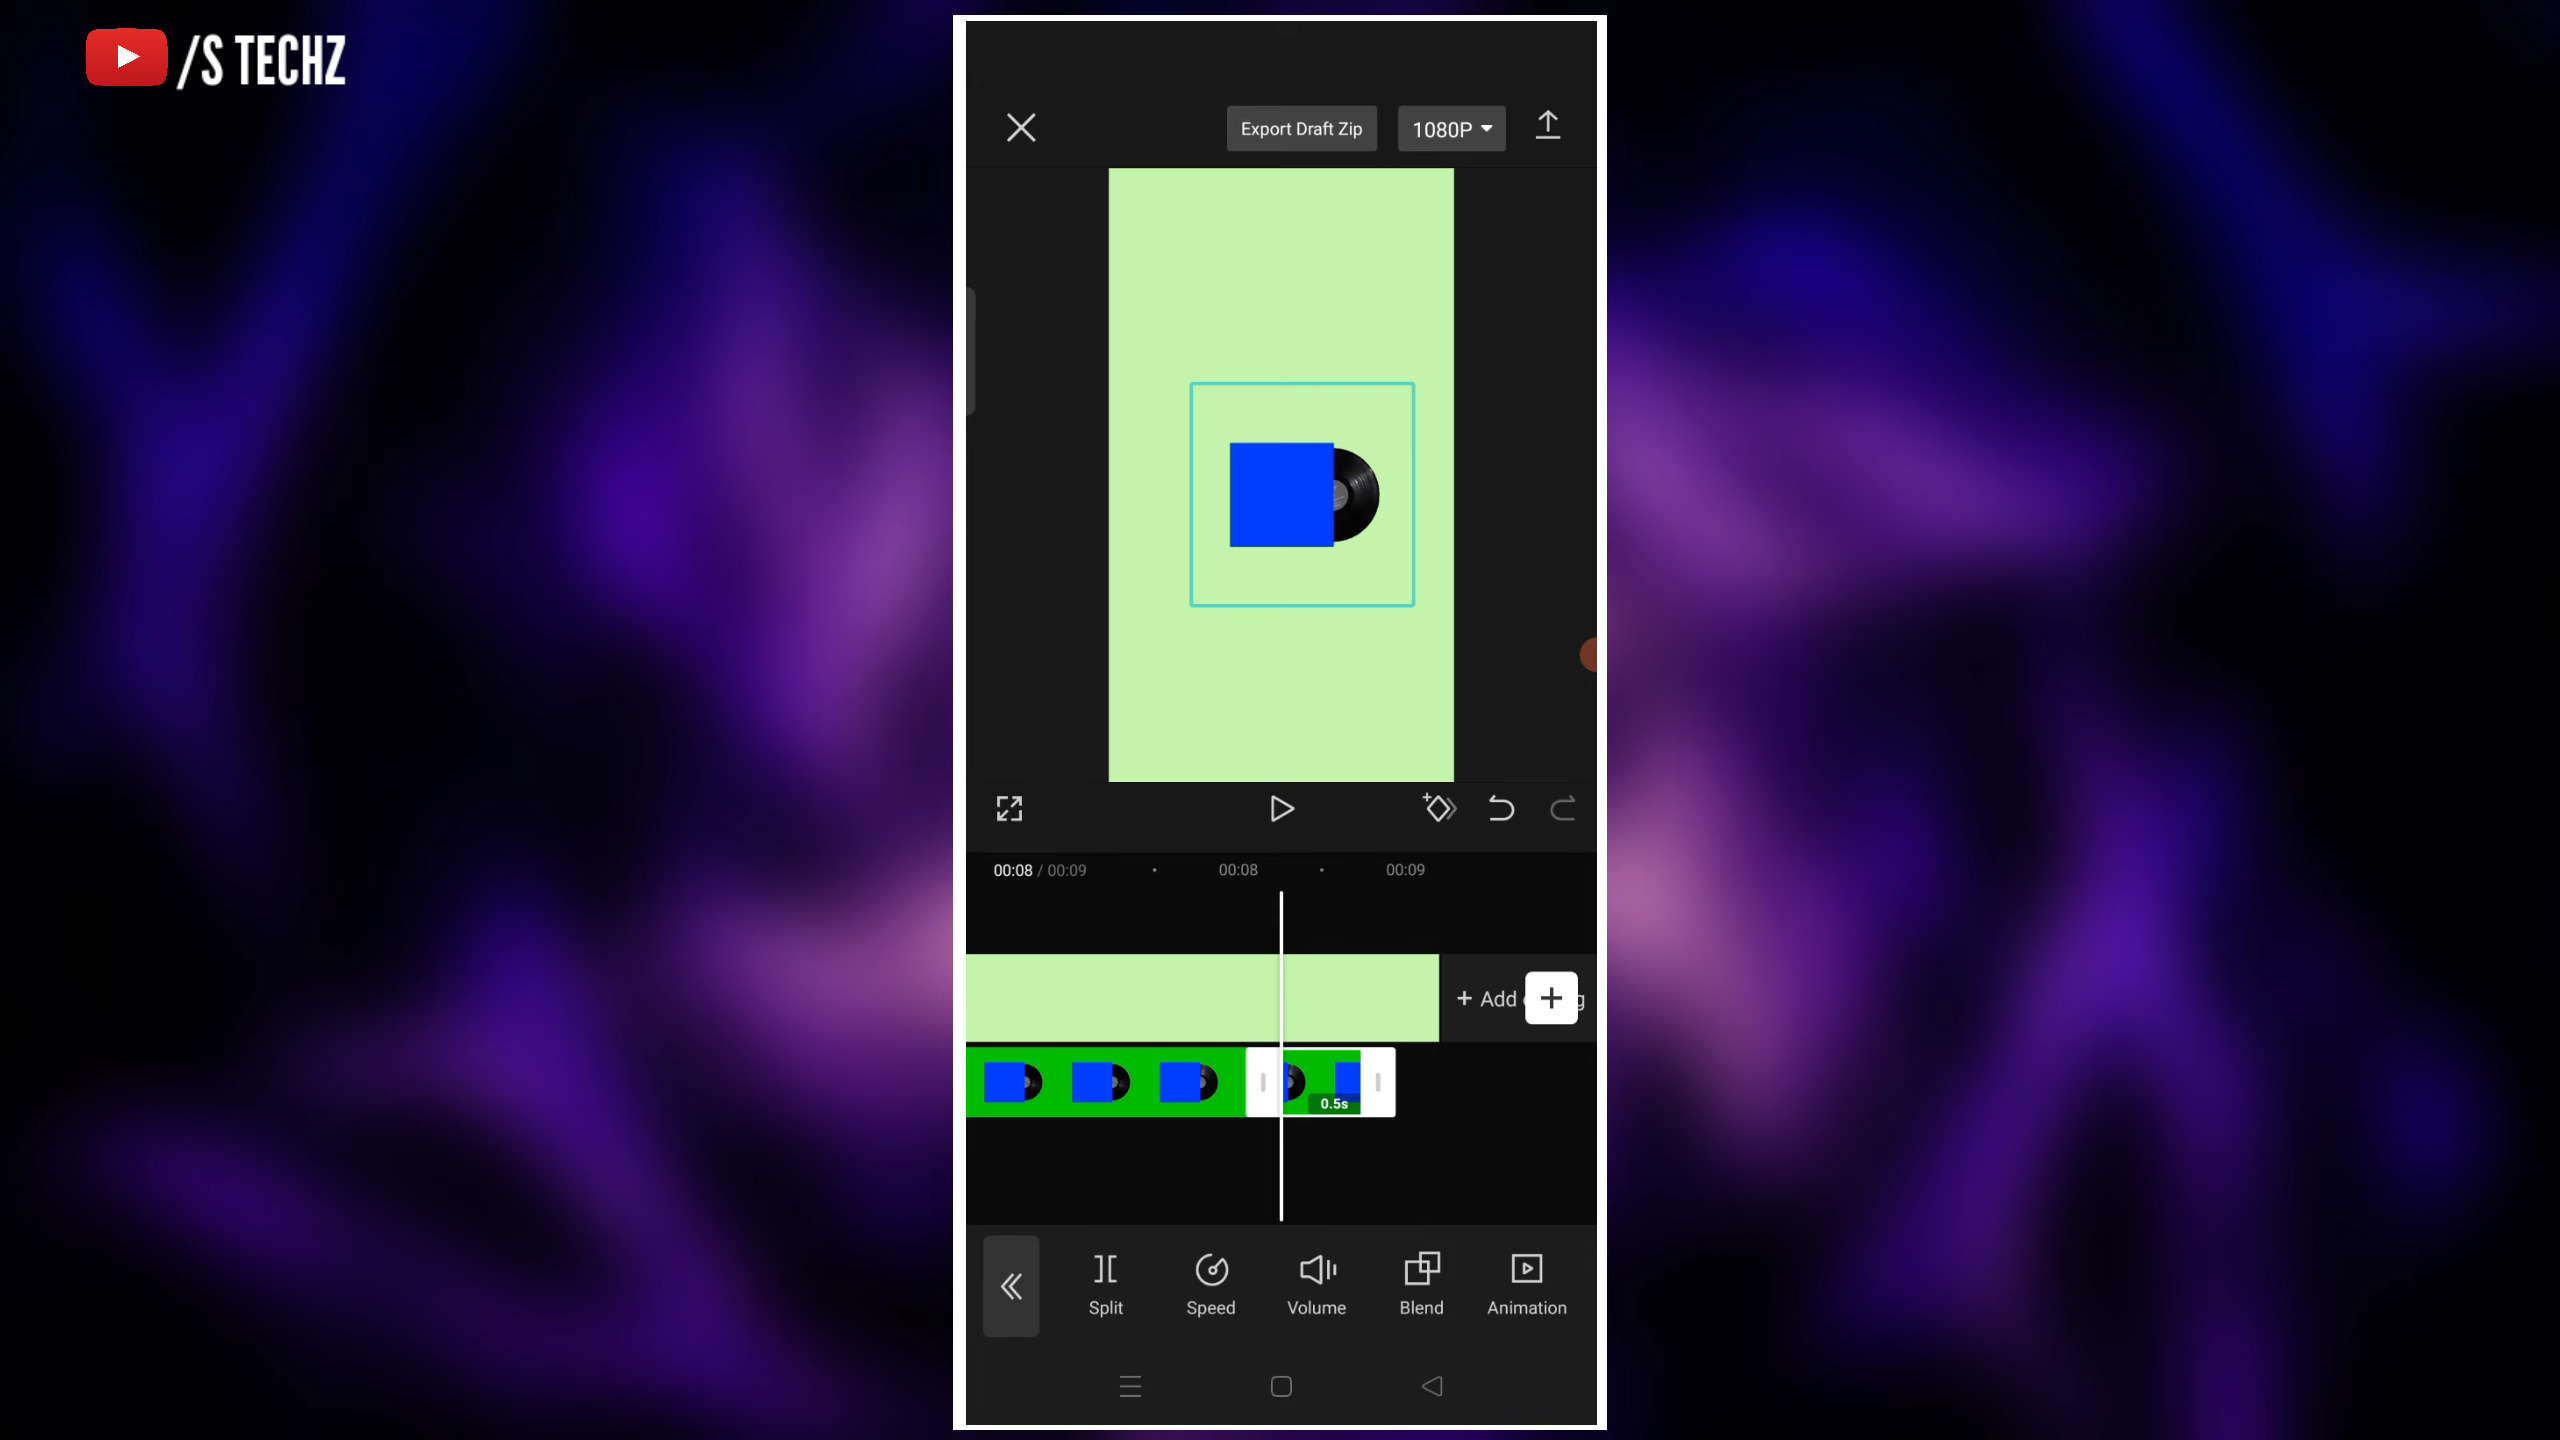 /S TECHZ
Export Draft Zip
1080P
00:08 / 00:09
00:08
00:09
+ Add
0.5s
Split
Speed
Volume
Blend
Animation